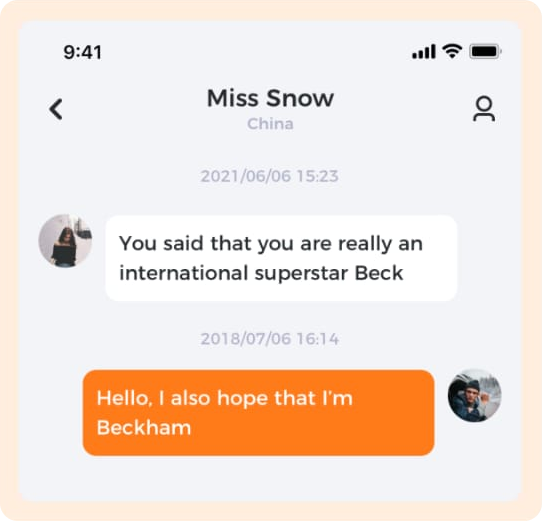 9:41
Miss Snow
China
2021/06/06 15:23
You said that you are really an
international superstar Beck
2018/07/06 16:14
Hello, I also hope that I'm
Beckham